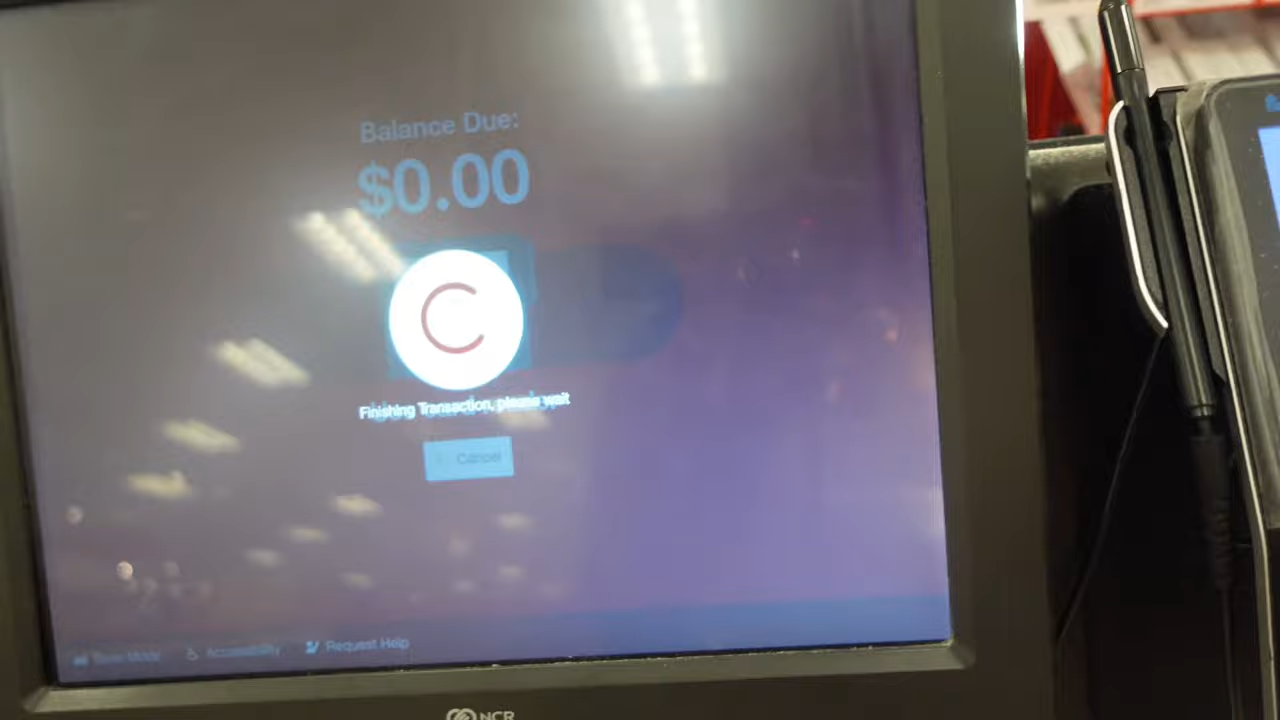 Balance Due:
$0.00
Finishing Transaction, please wait
Cancel
Accessibility
Request Help
NCR